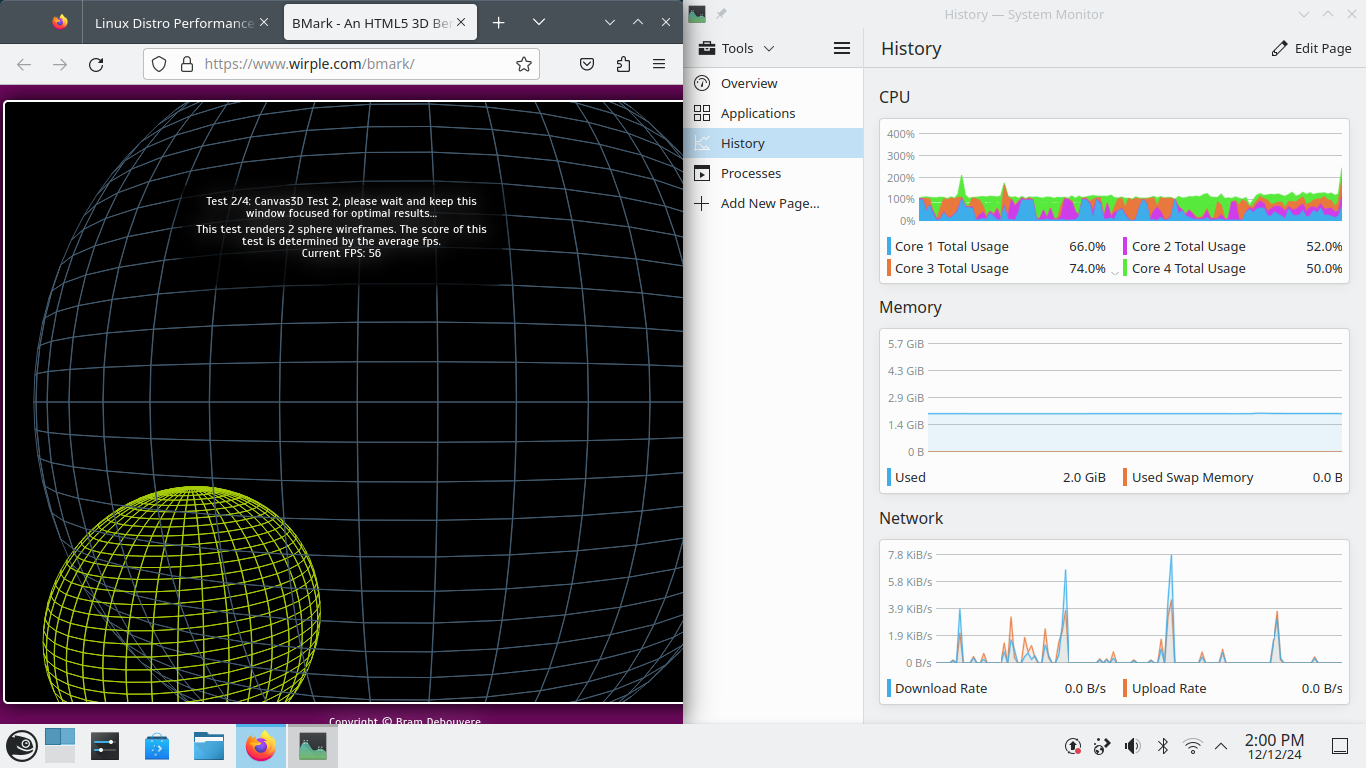 Linux Distro Performance
BMark - An HTML5 3D Ber
https://www.wirple.com/bmark/
Test 2/4: Canvas3D Test 2, please wait and keep this
window focused for optimal results...
This test renders 2 sphere wireframes. The score of this
test is determined by the average fps.
Current FPS: 56
Copyright © Bram Debouvere
History — System Monitor
Tools
History
Edit Page
Overview
Applications
History
Processes
Add New Page...
CPU
400%
300%
200%
100%
0%
Core 1 Total Usage 66.0%
Core 2 Total Usage 52.0%
Core 3 Total Usage 74.0%
Core 4 Total Usage 50.0%
Memory
5.7 GiB
4.3 GiB
2.9 GiB
1.4 GiB
0 B
Used 2.0 GiB
Used Swap Memory 0.0 B
Network
7.8 KiB/s
5.8 KiB/s
3.9 KiB/s
1.9 KiB/s
0 B/s
Download Rate 0.0 B/s
Upload Rate 0.0 B/s
2:00 PM
12/12/24